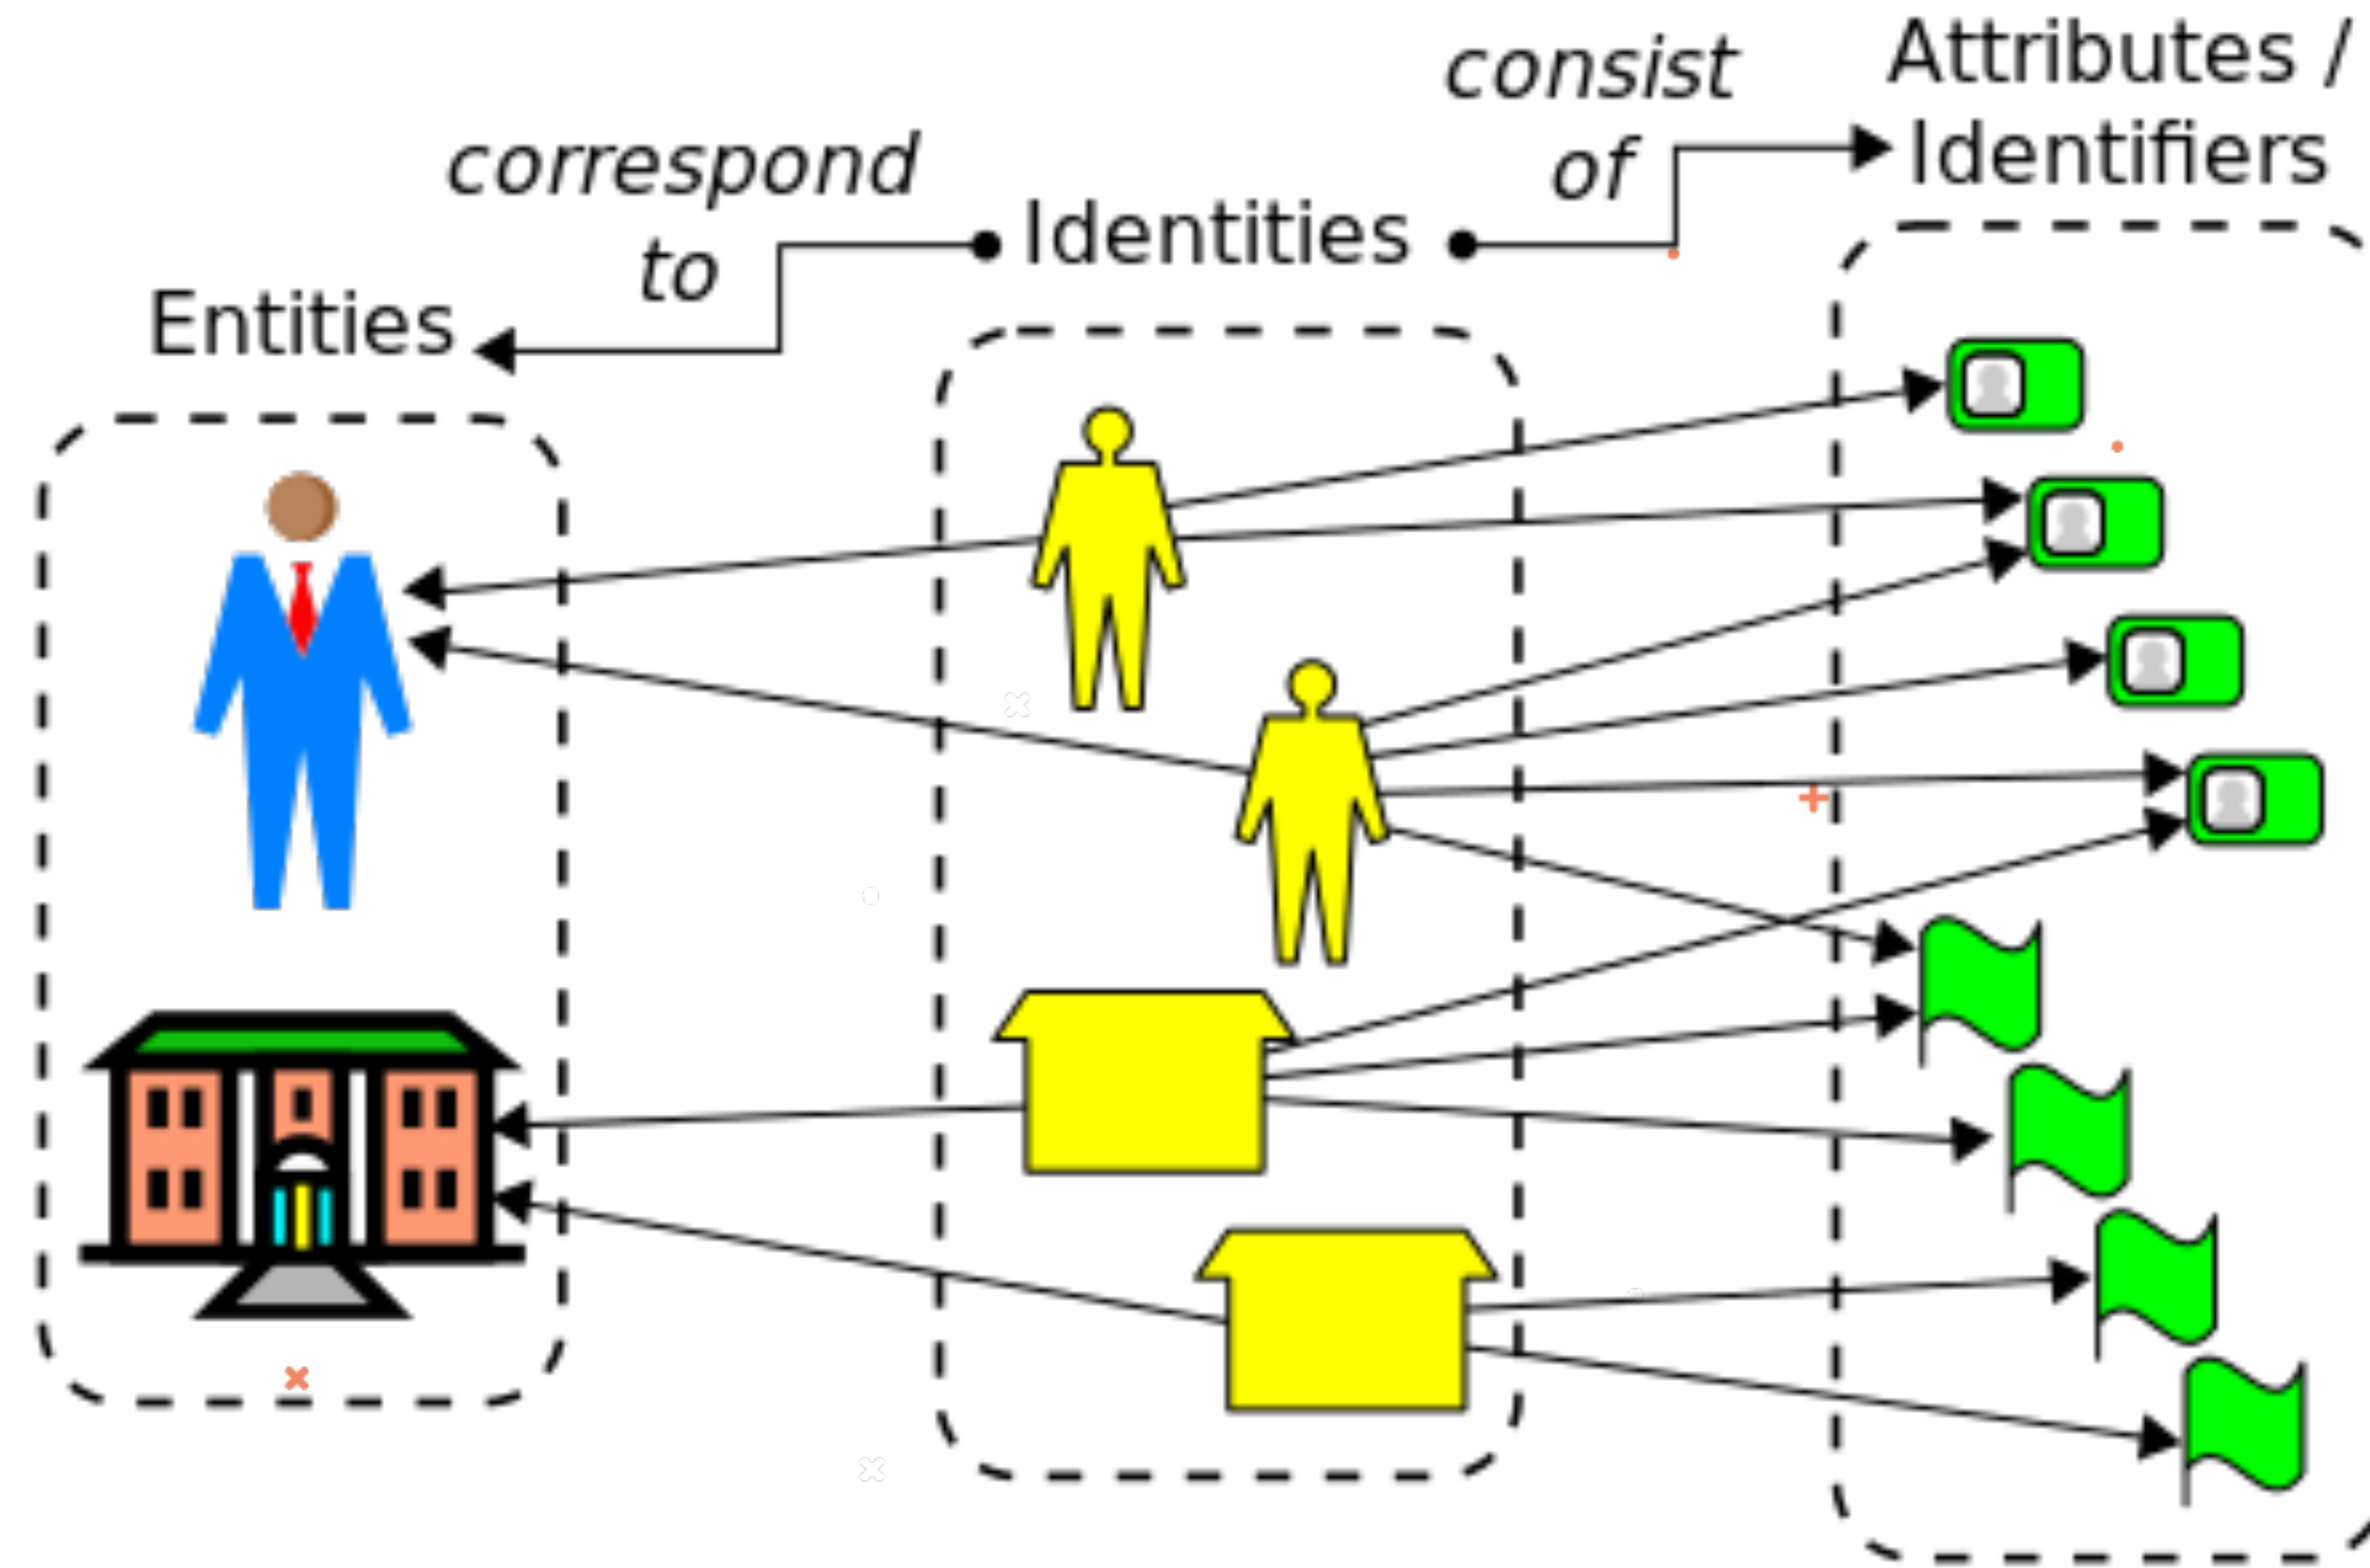 Entities
correspond
to
Identities
consist
of
Attributes /
Identifiers